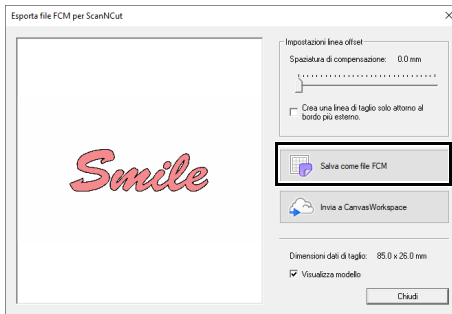 Esporta file FCM per ScanNCut
Smile
Impostazioni linea offset
Spaziatura di compensazione: 0.0 mm
Crea una linea di taglio solo attorno al
bordo più esterno.
Salva come file FCM
Invia a CanvasWorkspace
Dimensioni dati di taglio: 85.0 x 26.0 mm
Visualizza modello
Chiudi